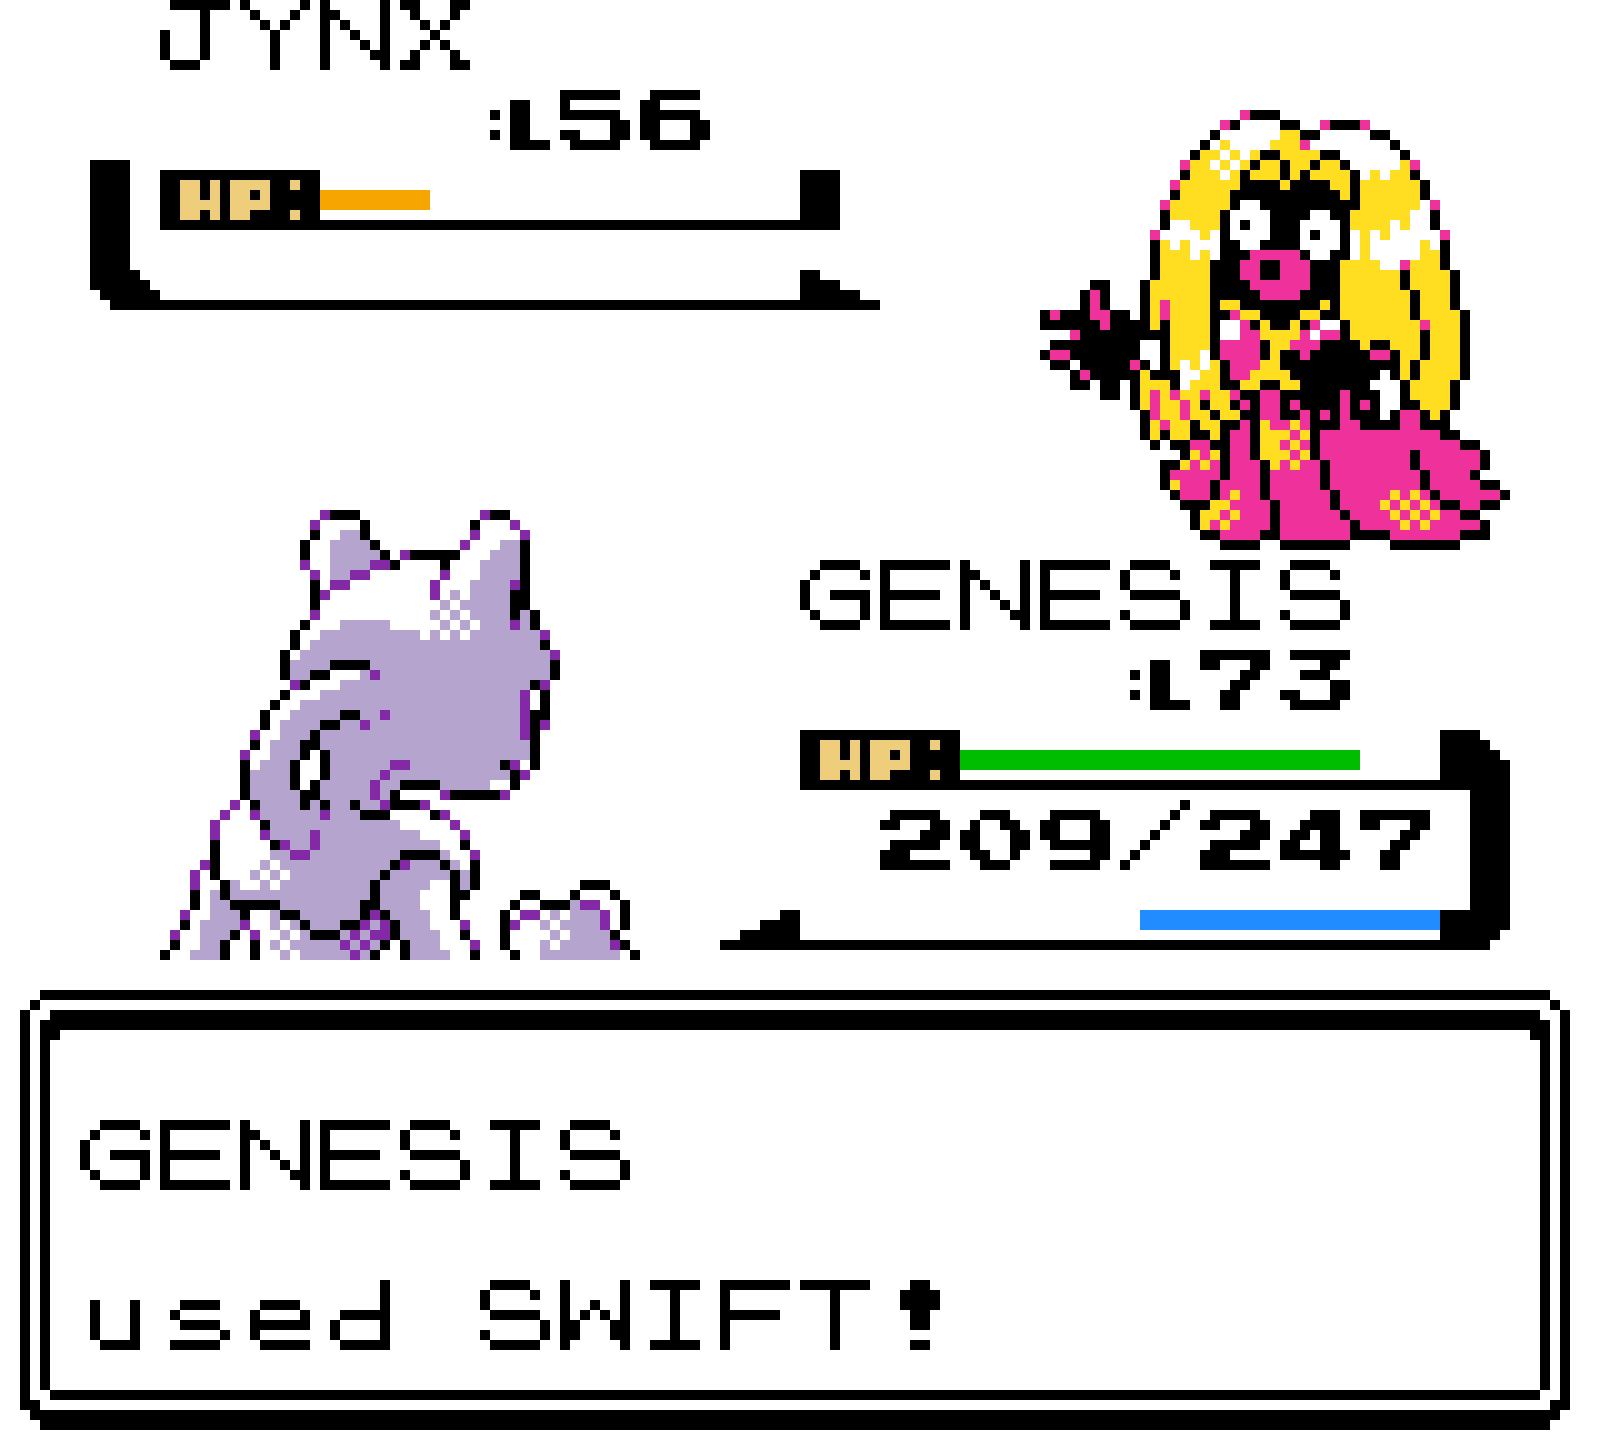 JYNX
:L56
HP:
GENESIS
:L73
HP:
209/247
GENESIS
used SWIFT!